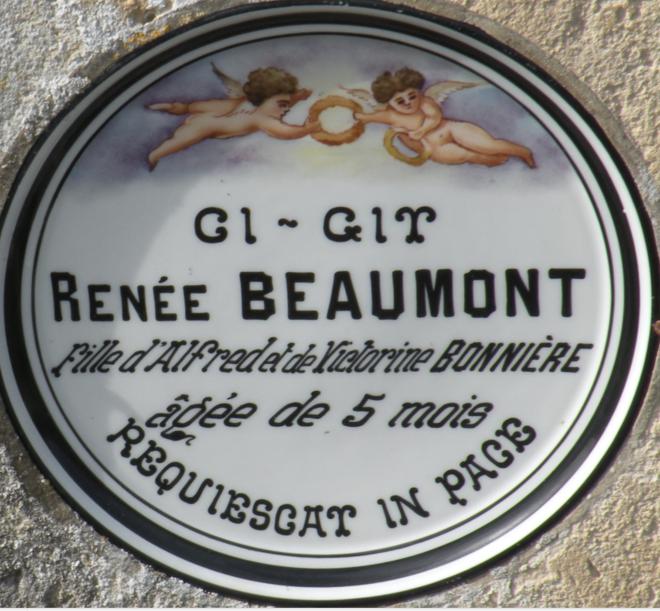 CI ~ GIT
RENÉE BEAUMONT
Fille d'Alfred et de Victorine BONNIÈRE
âgée de 5 mois
REQUIESCAT IN PACE